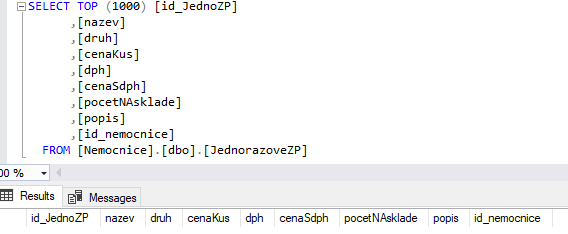 SELECT TOP (1000) [id_JednoZP]
,[nazev]
,[druh]
,[cenaKus]
,[dph]
,[cenaSdph]
,[pocetNAsklade]
,[popis]
,[id_nemocnice]
FROM [Nemocnice].[dbo].[JednorazoveZP]
00 %
Results Messages
id_JednoZP nazev druh cenaKus dph cenaSdph pocetNAsklade popis id_nemocnice